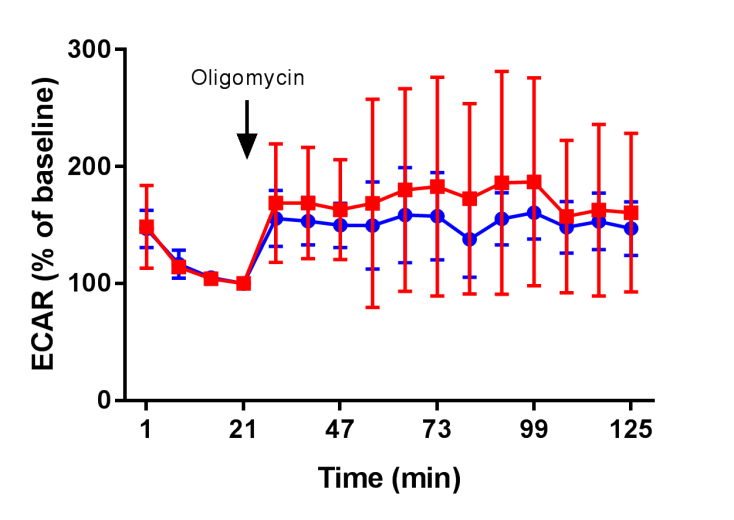 300
Oligomycin
200
100
0
ECAR (% of baseline)
1 21 47 73 99 125
Time (min)